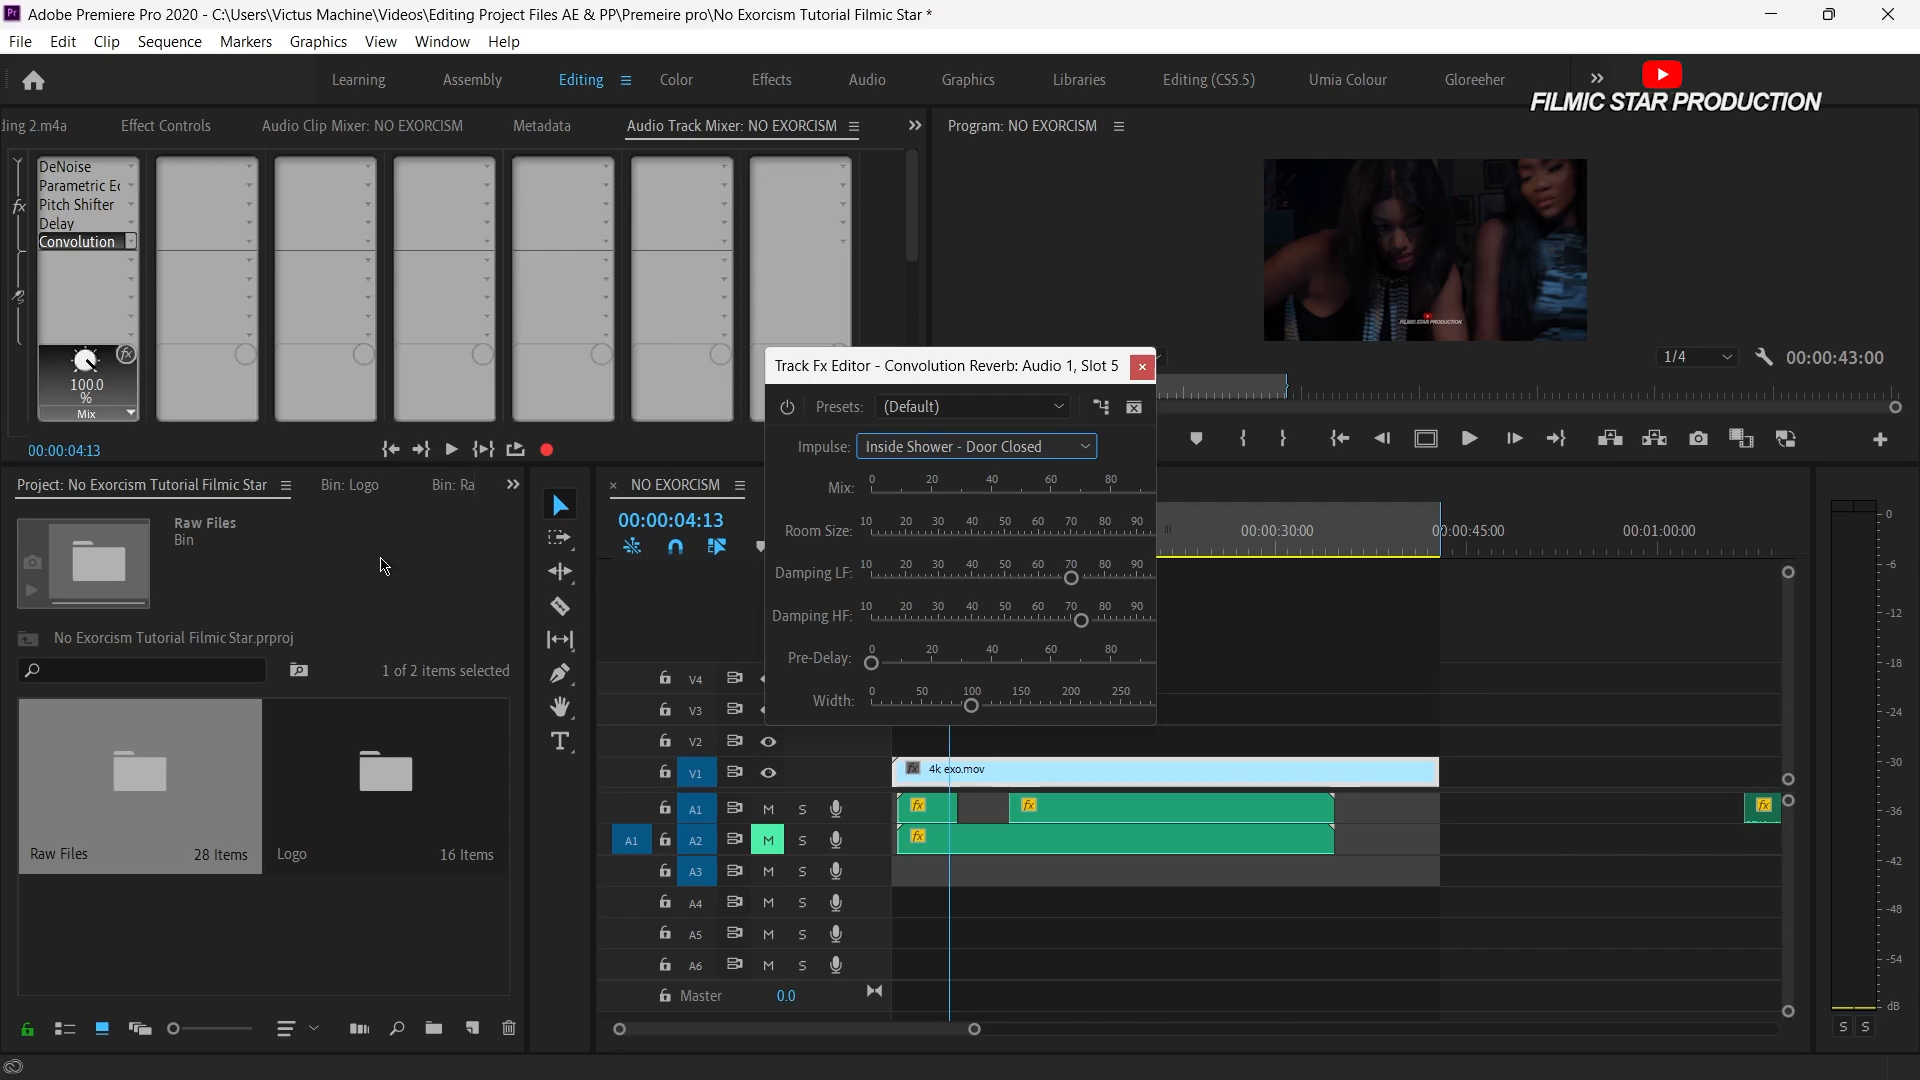 Adobe Premiere Pro 2020 - C:\Users\Victus Machine\Videos\Editing Project Files AE & PP\Premeire pro\No Exorcism Tutorial Filmic Star *
File Edit Clip Sequence Markers Graphics View Window Help
Learning Assembly Editing Color Effects Audio Graphics Libraries Editing (CS5.5) Umia Colour Gloreeher
FILMIC STAR PRODUCTION
ding 2.m4a Effect Controls Audio Clip Mixer: NO EXORCISM Metadata Audio Track Mixer: NO EXORCISM
Program: NO EXORCISM
DeNoise
Parametric Ec
Pitch Shifter
Delay
Convolution
fx
100.0
%
Mix
00:00:04:13
FILMIC STAR PRODUCTION
1/4 00:00:43:00
Track Fx Editor - Convolution Reverb: Audio 1, Slot 5
Presets: (Default)
Impulse: Inside Shower - Door Closed
Mix: 0 20 40 60 80
Room Size: 10 20 30 40 50 60 70 80 90
Damping LF: 10 20 30 40 50 60 70 80 90
Damping HF: 10 20 30 40 50 60 70 80 90
Pre-Delay: 0 20 40 60 80
Width: 0 50 100 150 200 250
Project: No Exorcism Tutorial Filmic Star Bin: Logo Bin: Ra
Raw Files
Bin
No Exorcism Tutorial Filmic Star.prproj
1 of 2 items selected
Raw Files 28 Items
Logo 16 Items
NO EXORCISM
00:00:04:13
00:00:30:00 00:00:45:00 00:01:00:00
V4
V3
V2
V1 fx 4k exo.mov
A1 M S fx fx fx
A1 A2 M S fx
A3 M S
A4 M S
A5 M S
A6 M S
Master 0.0
0
-6
-12
-18
-24
-30
-36
-42
-48
-54
dB
S S